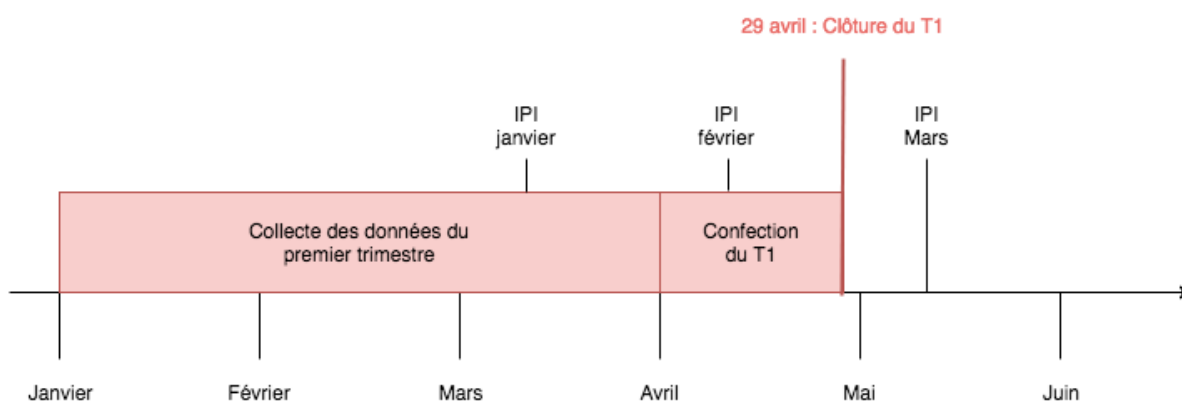 29 avril : Clôture du T1
IPI
janvier
IPI
février
IPI
Mars
Collecte des données du
premier trimestre
Confection
du T1
Janvier
Février
Mars
Avril
Mai
Juin